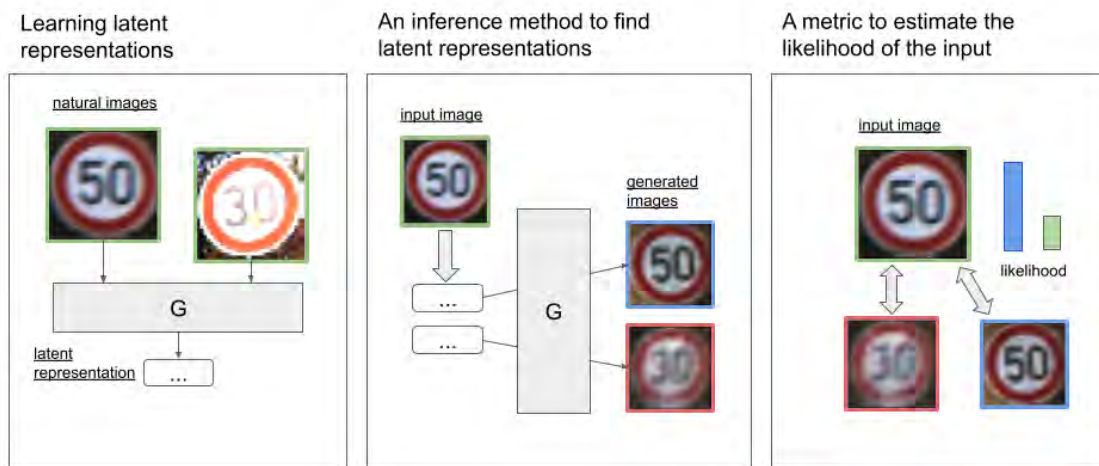 Learning latent
representations
natural images
50
30
G
latent
representation
...
An inference method to find
latent representations
input image
50
...
...
G
generated
images
50
30
A metric to estimate the
likelihood of the input
input image
50
likelihood
30
50